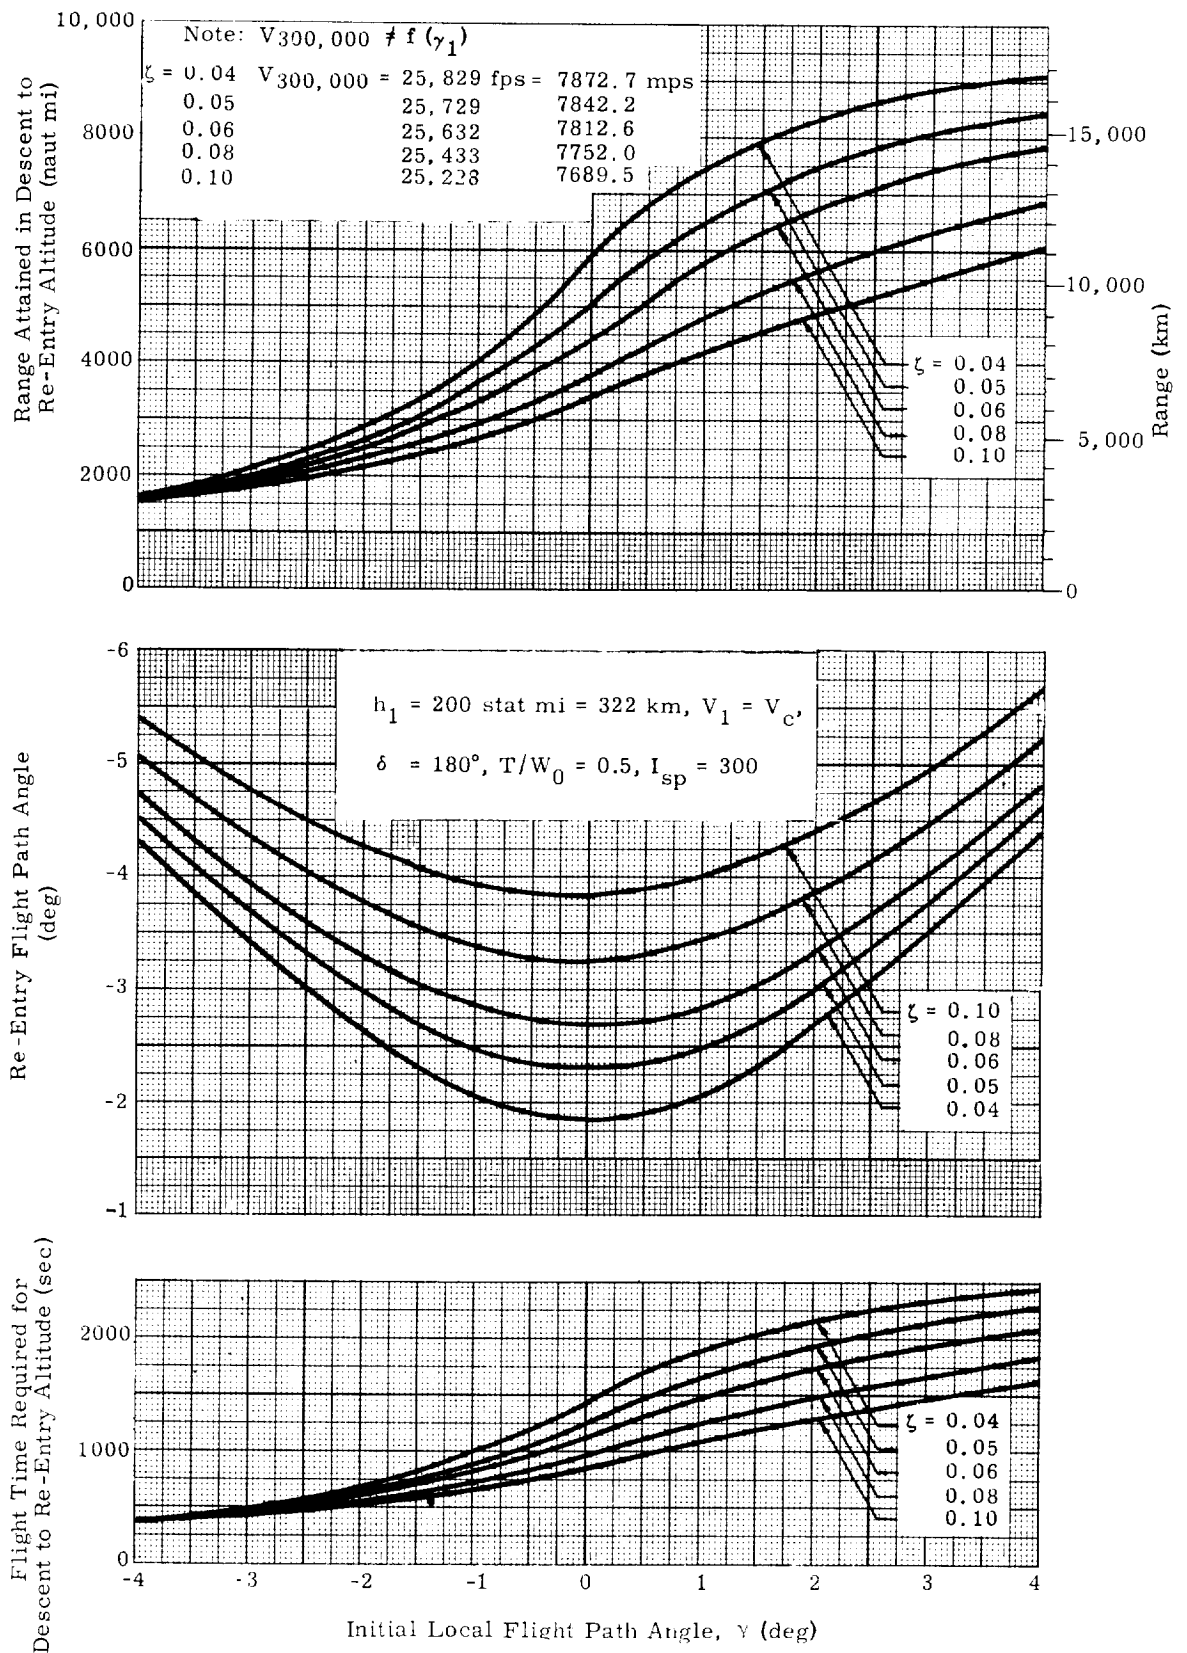 Range Attained in Descent to
Re-Entry Altitude (naut mi)
10,000
8000
6000
4000
2000
0
Note: V300,000 ≠ f (γ1)
ζ = 0.04 V300,000 = 25,829 fps = 7872.7 mps
0.05 25,729 7842.2
0.06 25,632 7812.6
0.08 25,433 7752.0
0.10 25,228 7689.5
ζ = 0.04
0.05
0.06
0.08
0.10
15,000
10,000
5,000
0
Range (km)
Re-Entry Flight Path Angle
(deg)
-6
-5
-4
-3
-2
-1
h1 = 200 stat mi = 322 km, V1 = Vc,
δ = 180°, T/W0 = 0.5, Isp = 300
ζ = 0.10
0.08
0.06
0.05
0.04
Flight Time Required for
Descent to Re-Entry Altitude (sec)
2000
1000
0
ζ = 0.04
0.05
0.06
0.08
0.10
-4 -3 -2 -1 0 1 2 3 4
Initial Local Flight Path Angle, γ (deg)